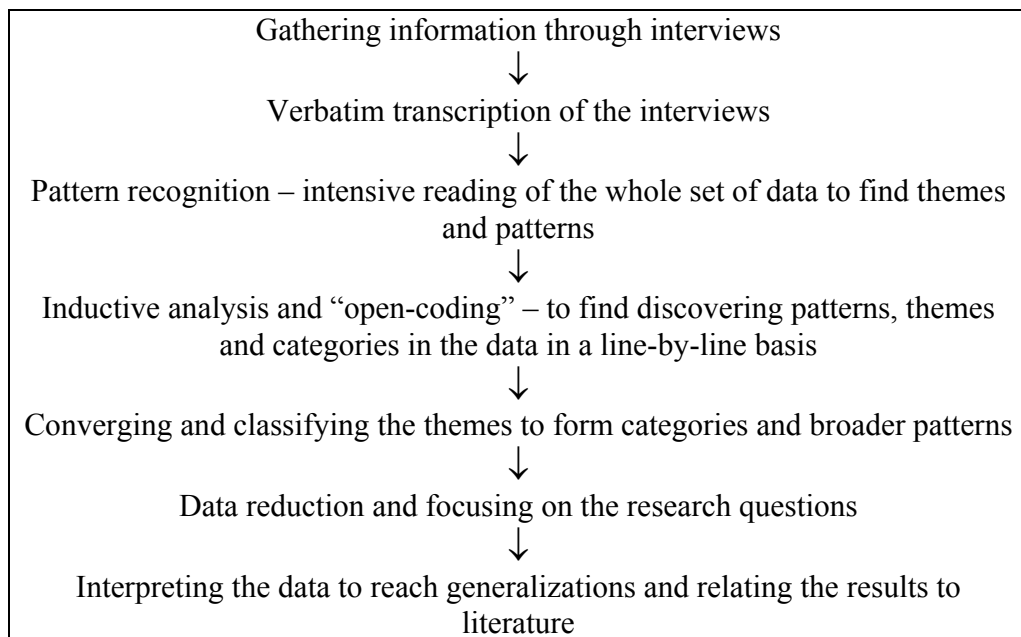 Gathering information through interviews
↓
Verbatim transcription of the interviews
↓
Pattern recognition – intensive reading of the whole set of data to find themes
and patterns
↓
Inductive analysis and “open-coding” – to find discovering patterns, themes
and categories in the data in a line-by-line basis
↓
Converging and classifying the themes to form categories and broader patterns
↓
Data reduction and focusing on the research questions
↓
Interpreting the data to reach generalizations and relating the results to
literature